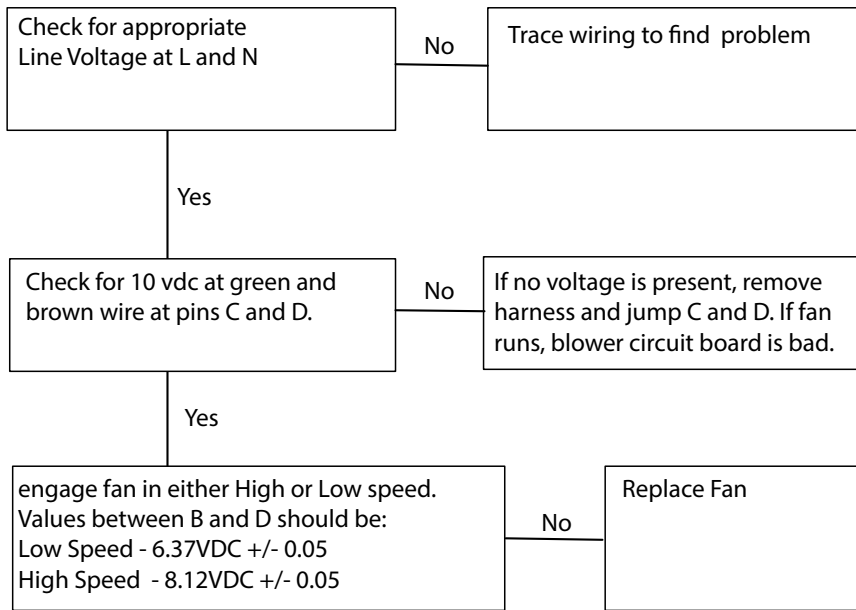 Check for appropriate
Line Voltage at L and N
No
Trace wiring to find problem
Yes
Check for 10 vdc at green and
brown wire at pins C and D.
No
If no voltage is present, remove
harness and jump C and D. If fan
runs, blower circuit board is bad.
Yes
engage fan in either High or Low speed.
Values between B and D should be:
Low Speed - 6.37VDC +/- 0.05
High Speed - 8.12VDC +/- 0.05
No
Replace Fan